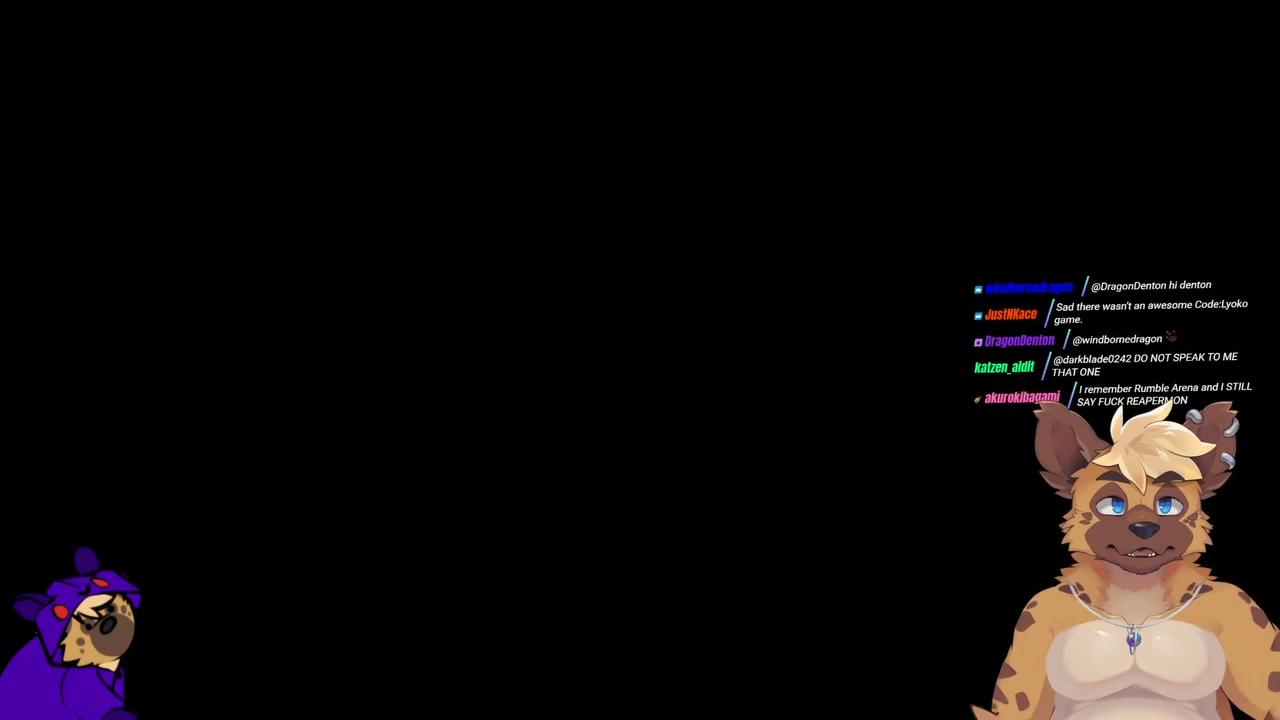 windbornedragon @DragonDenton hi denton
JustNKace Sad there wasn't an awesome Code:Lyoko
game.
DragonDenton @windbornedragon
katzen_aldit @darkblade0242 DO NOT SPEAK TO ME
THAT ONE
akurokibagami I remember Rumble Arena and I STILL
SAY FUCK REAPERMON